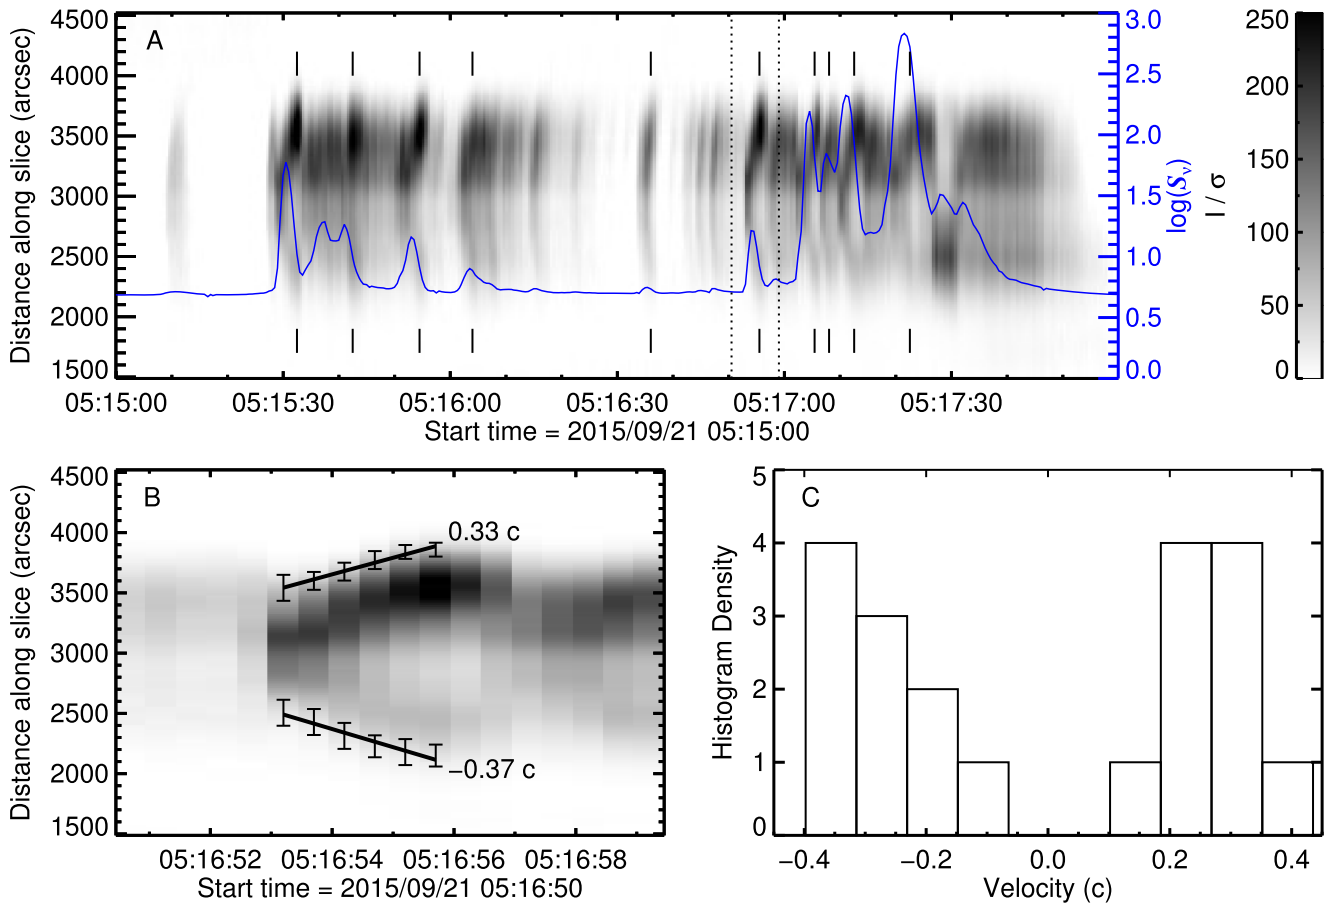 A
4500
4000
3500
3000
2500
2000
1500
Distance along slice (arcsec)
05:15:00 05:15:30 05:16:00 05:16:30 05:17:00 05:17:30
Start time = 2015/09/21 05:15:00
3.0
2.5
2.0
1.5
1.0
0.5
0.0
log(Sν)
I / σ
250
200
150
100
50
0
B
4500
4000
3500
3000
2500
2000
1500
Distance along slice (arcsec)
0.33 c
−0.37 c
05:16:52 05:16:54 05:16:56 05:16:58
Start time = 2015/09/21 05:16:50
C
5
4
3
2
1
0
Histogram Density
−0.4 −0.2 0.0 0.2 0.4
Velocity (c)